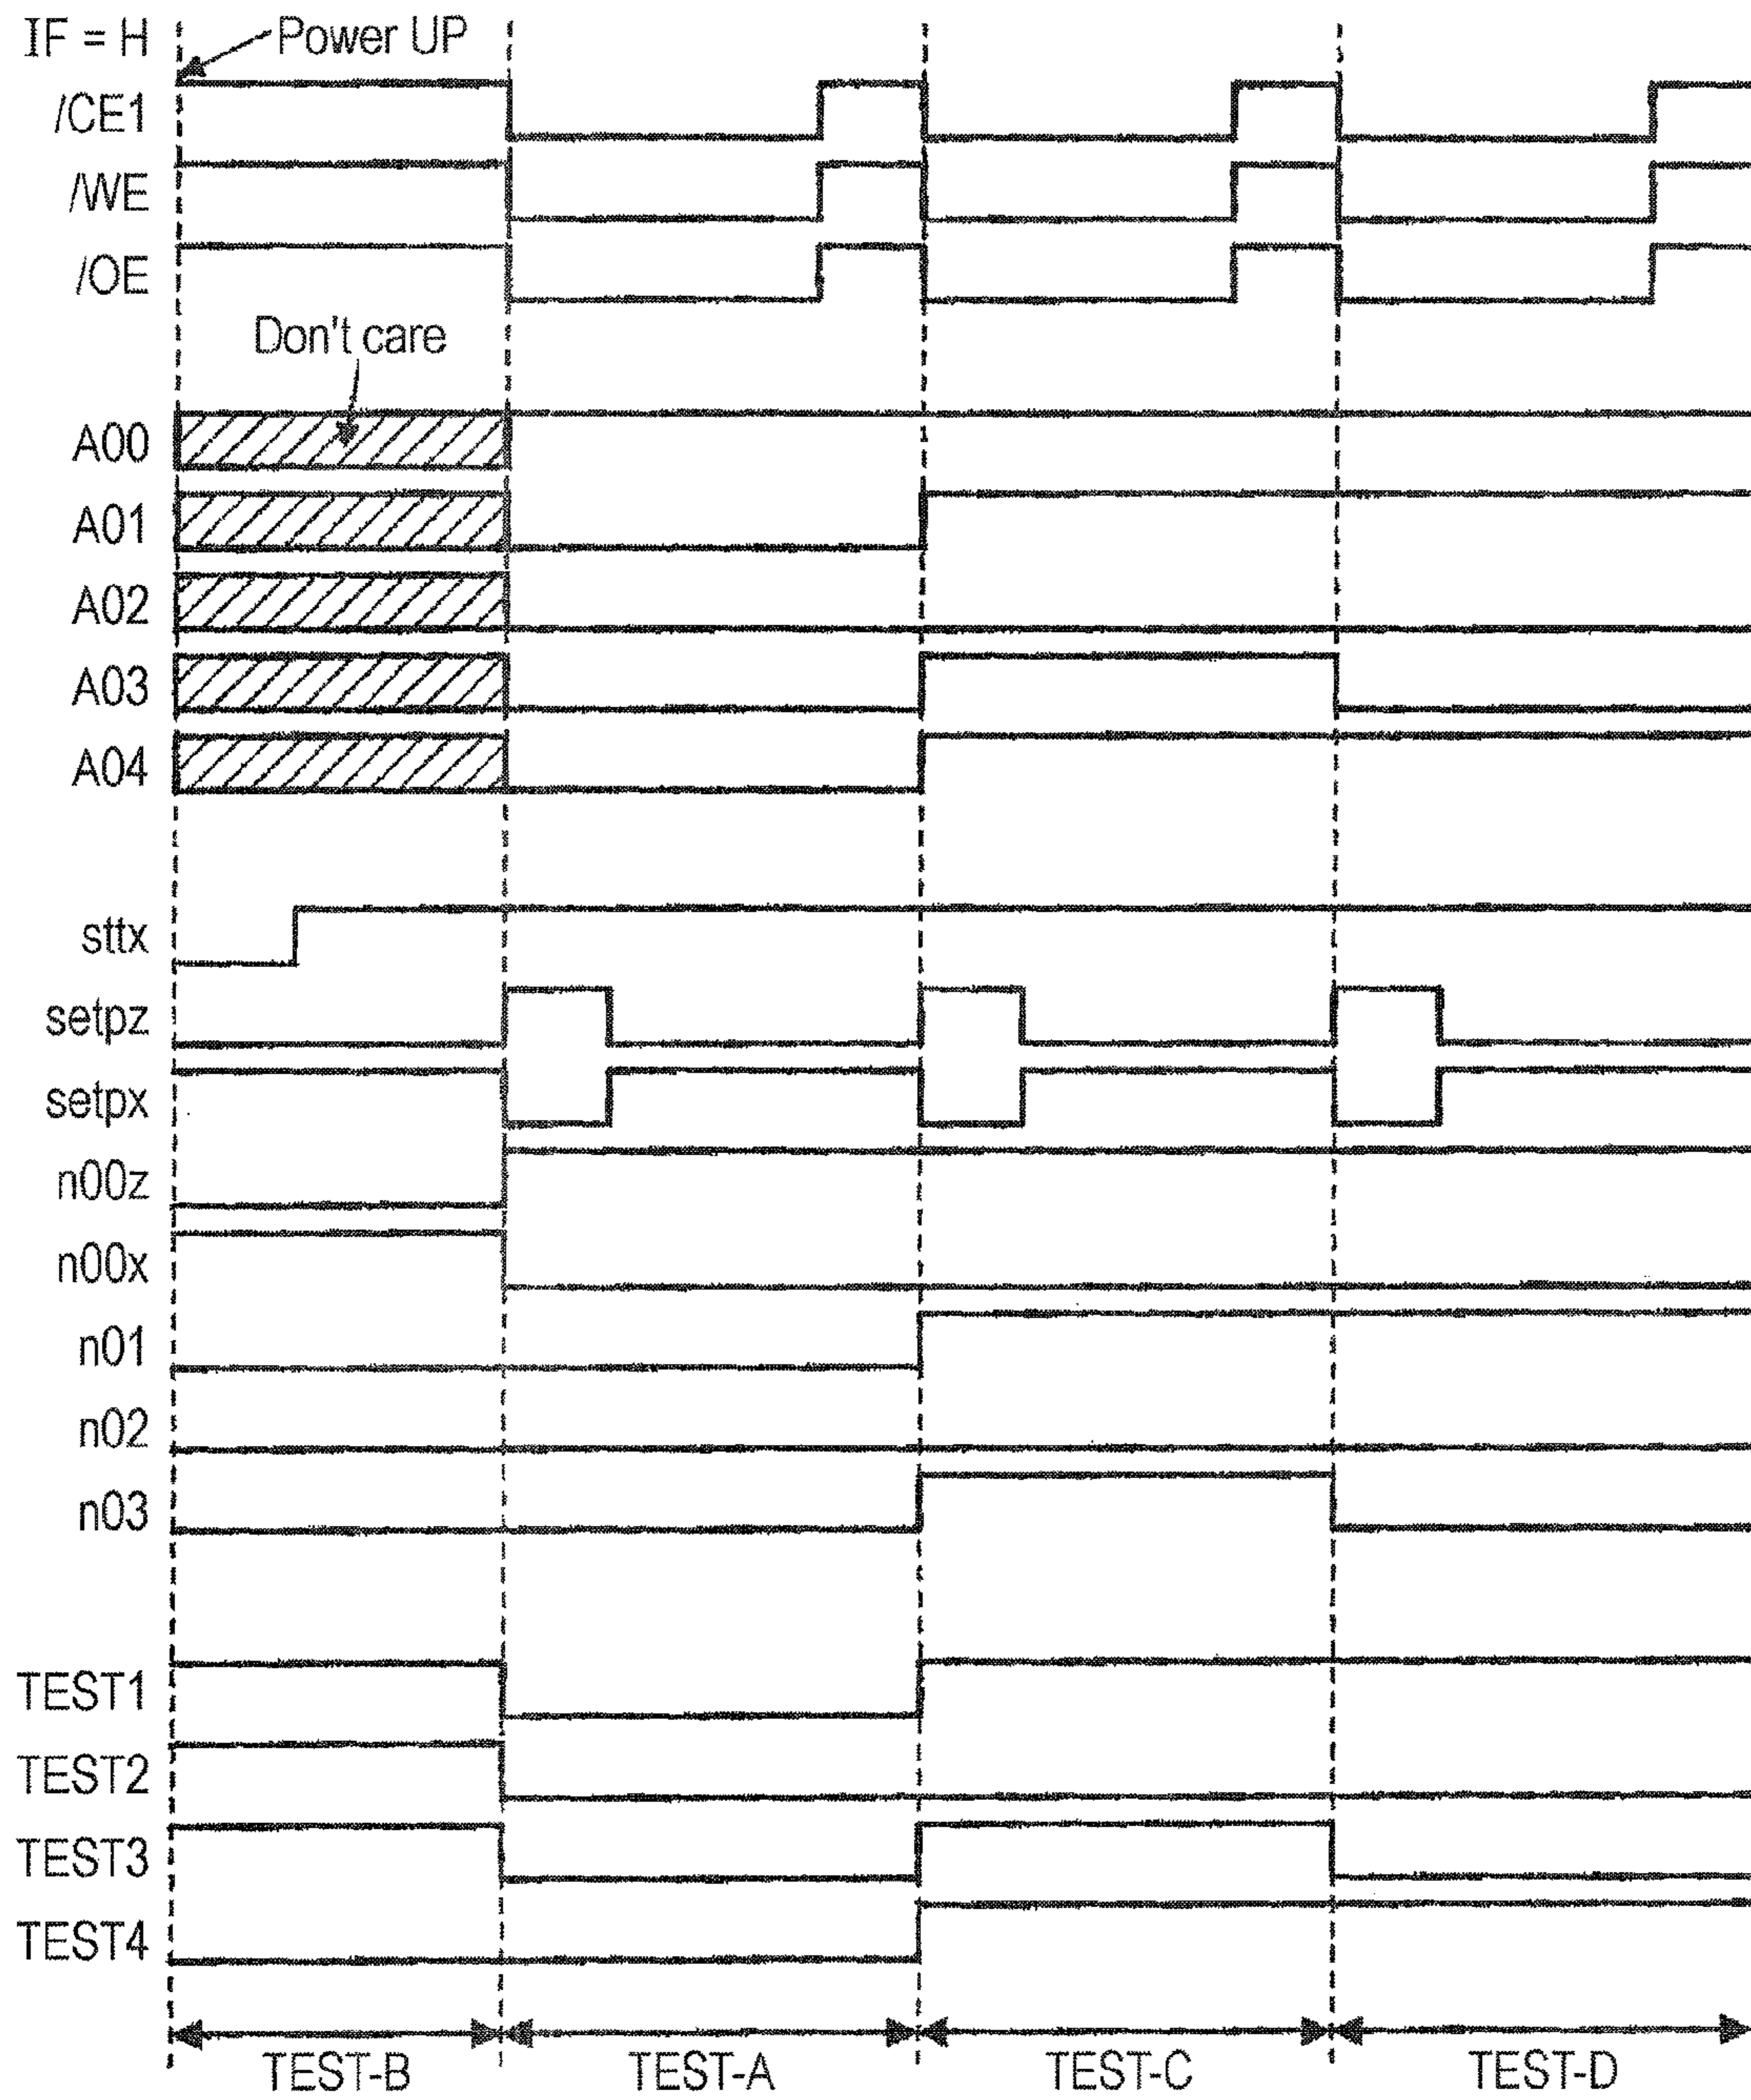 IF = H
Power UP
/CE1
/WE
/OE
Don't care
A00
A01
A02
A03
A04
sttx
setpz
setpx
n00z
n00x
n01
n02
n03
TEST1
TEST2
TEST3
TEST4
TEST-B TEST-A TEST-C TEST-D